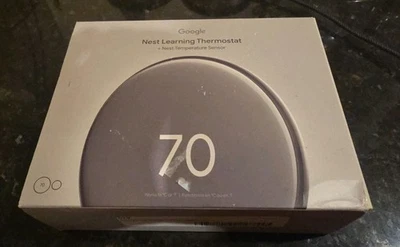 Google
Nest Learning Thermostat
+ Nest Temperature Sensor
70